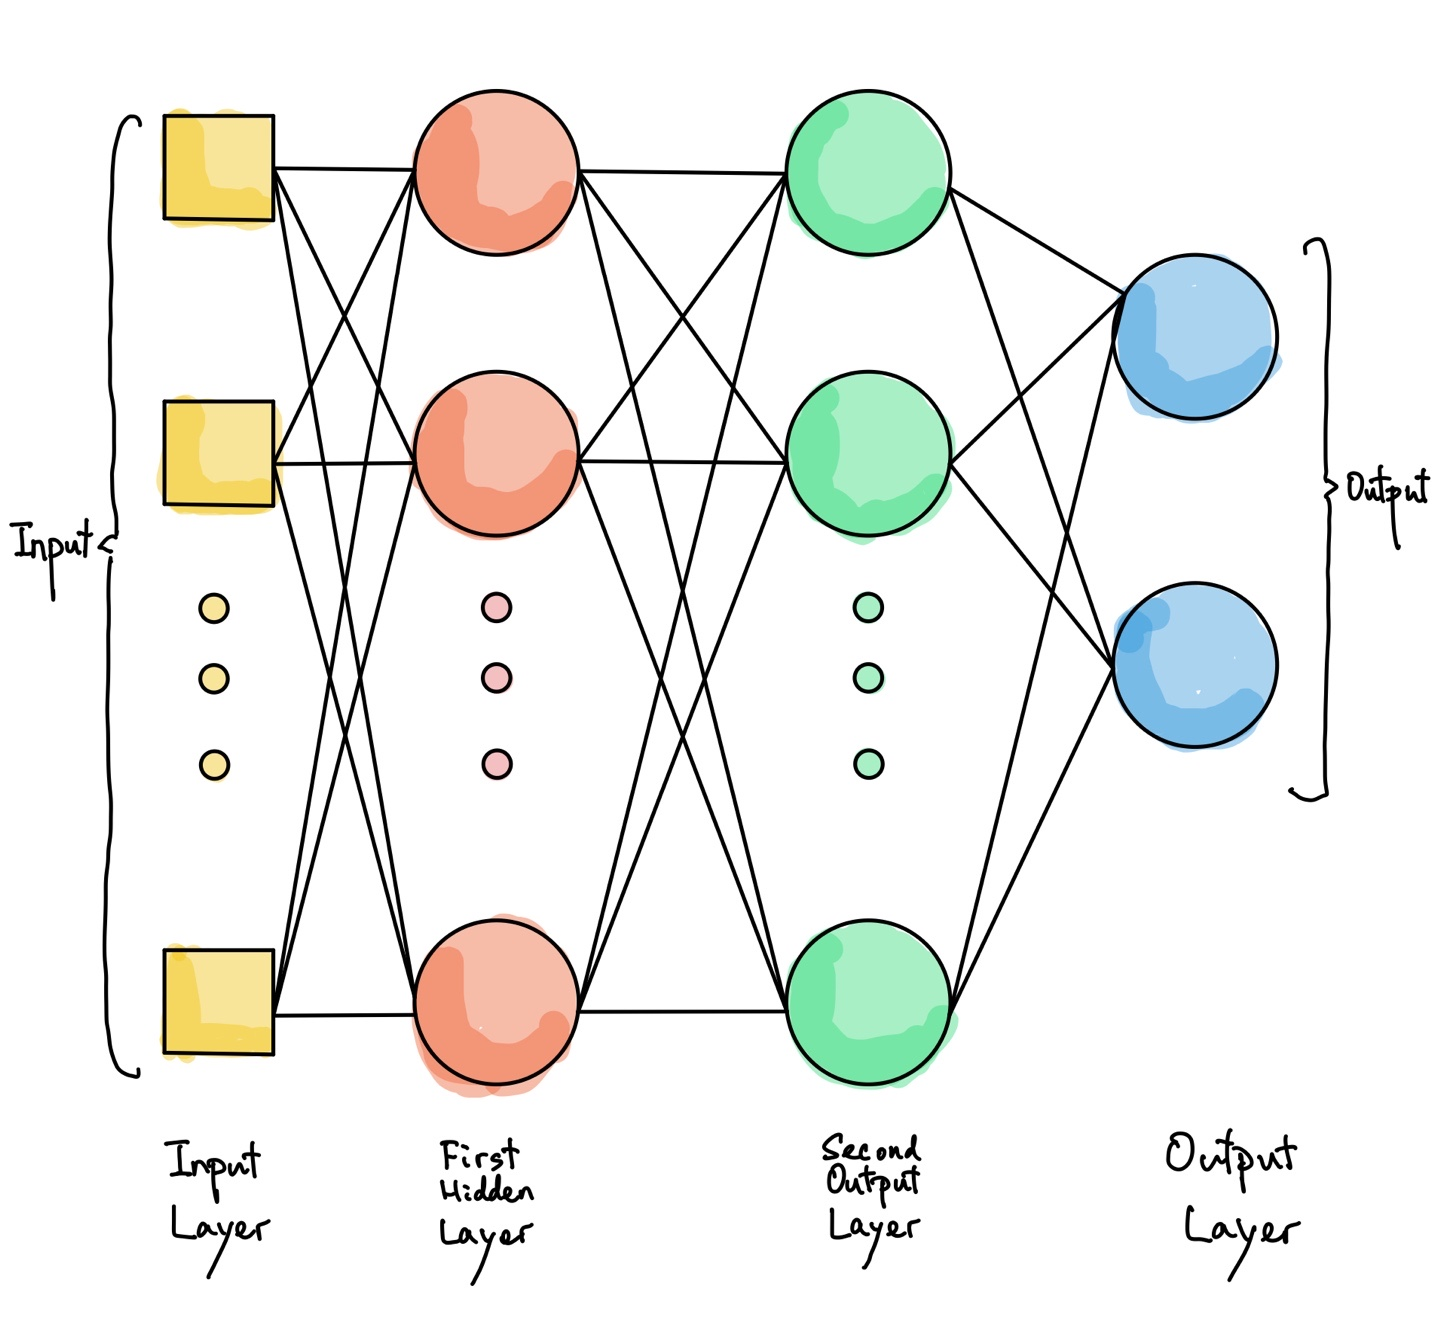 Input
Output
Input
Layer
First
Hidden
Layer
Second
Output
Layer
Output
Layer